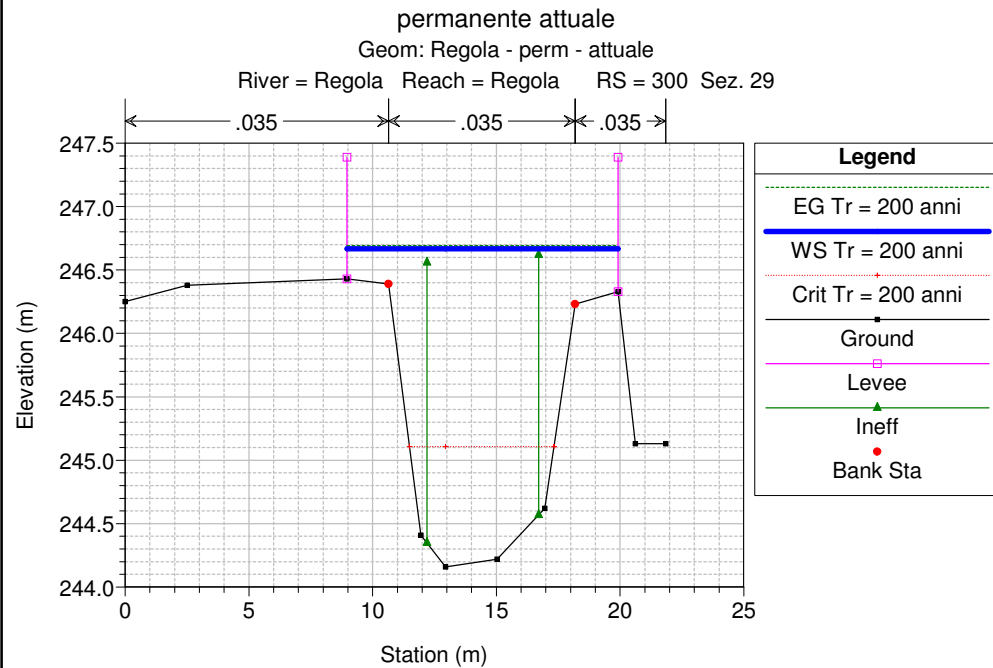 permanente attuale
Geom: Regola - perm - attuale
River = Regola Reach = Regola RS = 300 Sez. 29
.035 .035 .035
247.5
247.0
246.5
246.0
245.5
245.0
244.5
244.0
0 5 10 15 20 25
Station (m)
Elevation (m)
Legend
EG Tr = 200 anni
WS Tr = 200 anni
Crit Tr = 200 anni
Ground
Levee
Ineff
Bank Sta